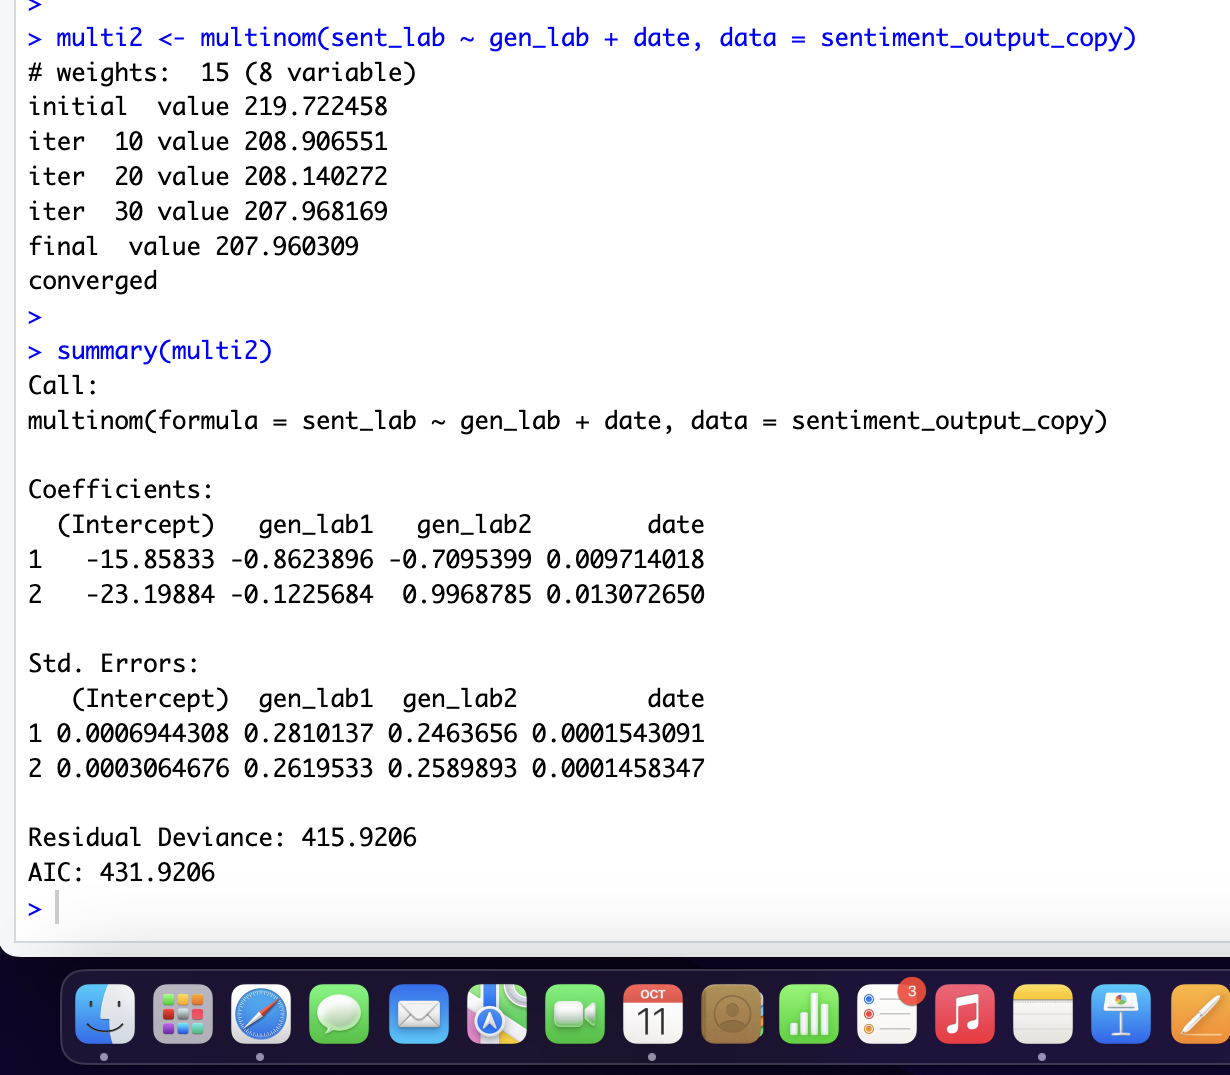 >
> multi2 <- multinom(sent_lab ~ gen_lab + date, data = sentiment_output_copy)
# weights:  15 (8 variable)
initial  value 219.722458
iter  10 value 208.906551
iter  20 value 208.140272
iter  30 value 207.968169
final  value 207.960309
converged
>
> summary(multi2)
Call:
multinom(formula = sent_lab ~ gen_lab + date, data = sentiment_output_copy)
Coefficients:
  (Intercept)   gen_lab1   gen_lab2        date
1   -15.85833 -0.8623896 -0.7095399 0.009714018
2   -23.19884 -0.1225684  0.9968785 0.013072650
Std. Errors:
   (Intercept)  gen_lab1  gen_lab2         date
1 0.0006944308 0.2810137 0.2463656 0.0001543091
2 0.0003064676 0.2619533 0.2589893 0.0001458347
Residual Deviance: 415.9206
AIC: 431.9206
>
OCT
11
3